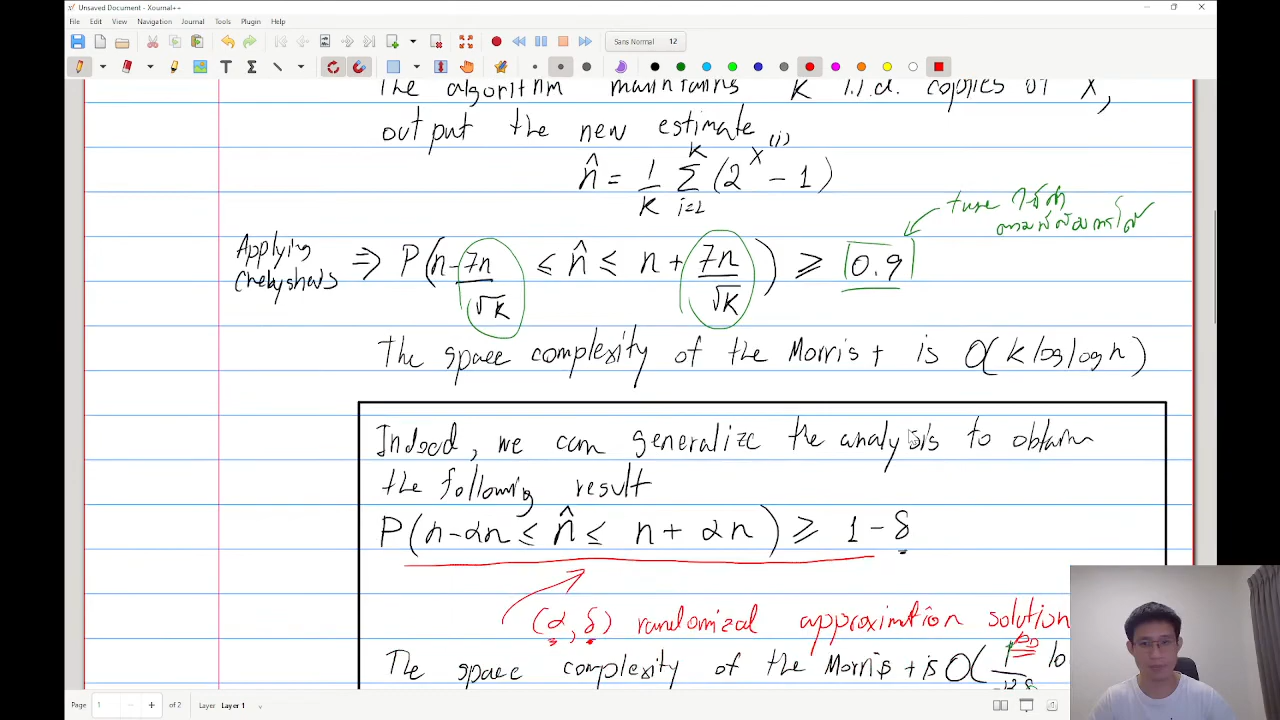 Unsaved Document - Xournal++
File Edit View Navigation Journal Tools Plugin Help
Sans Normal 12
The algorithm maintains K i.i.d. copies of X,
output the new estimate
n̂ = 1/K Σ_{i=1}^{K} (2^{X^{(i)}} - 1)
tune
Applying Chebyshev's ⇒ P(n - 7n/√K ≤ n̂ ≤ n + 7n/√K) ≥ 0.9
The space complexity of the Morris + is O(K log log n)
Indeed, we can generalize the analysis to obtain
the following result
P(n - αn ≤ n̂ ≤ n + αn) ≥ 1 - δ
(α, δ) randomized approximation solution
The space complexity of the Morris + is O(
Page 1 of 2 Layer Layer 1